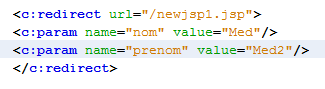 <c:redirect url="/newjsp1.jsp">
<c:param name="nom" value="Med"/>
<c:param name="prenom" value="Med2"/>
</c:redirect>